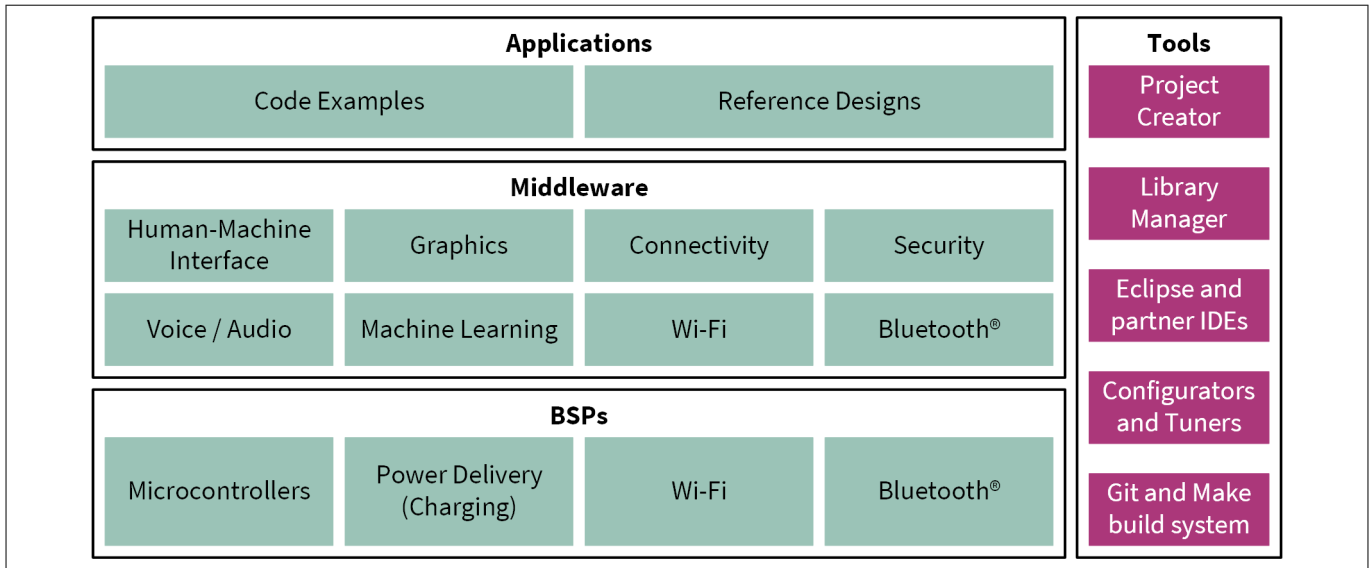 Applications
Code Examples
Reference Designs
Middleware
Human-Machine
Interface
Graphics
Connectivity
Security
Voice / Audio
Machine Learning
Wi-Fi
Bluetooth®
BSPs
Microcontrollers
Power Delivery
(Charging)
Wi-Fi
Bluetooth®
Tools
Project
Creator
Library
Manager
Eclipse and
partner IDEs
Configurators
and Tuners
Git and Make
build system